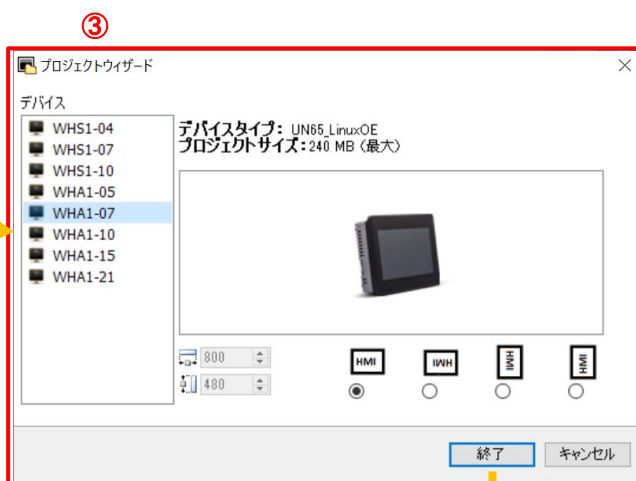 ③
プロジェクトウィザード
デバイス
WHS1-04
WHS1-07
WHS1-10
WHA1-05
WHA1-07
WHA1-10
WHA1-15
WHA1-21
デバイスタイプ： UN65_LinuxOE
プロジェクトサイズ：240 MB（最大）
800
480
HMI
HMI
HMI
HMI
終了
キャンセル